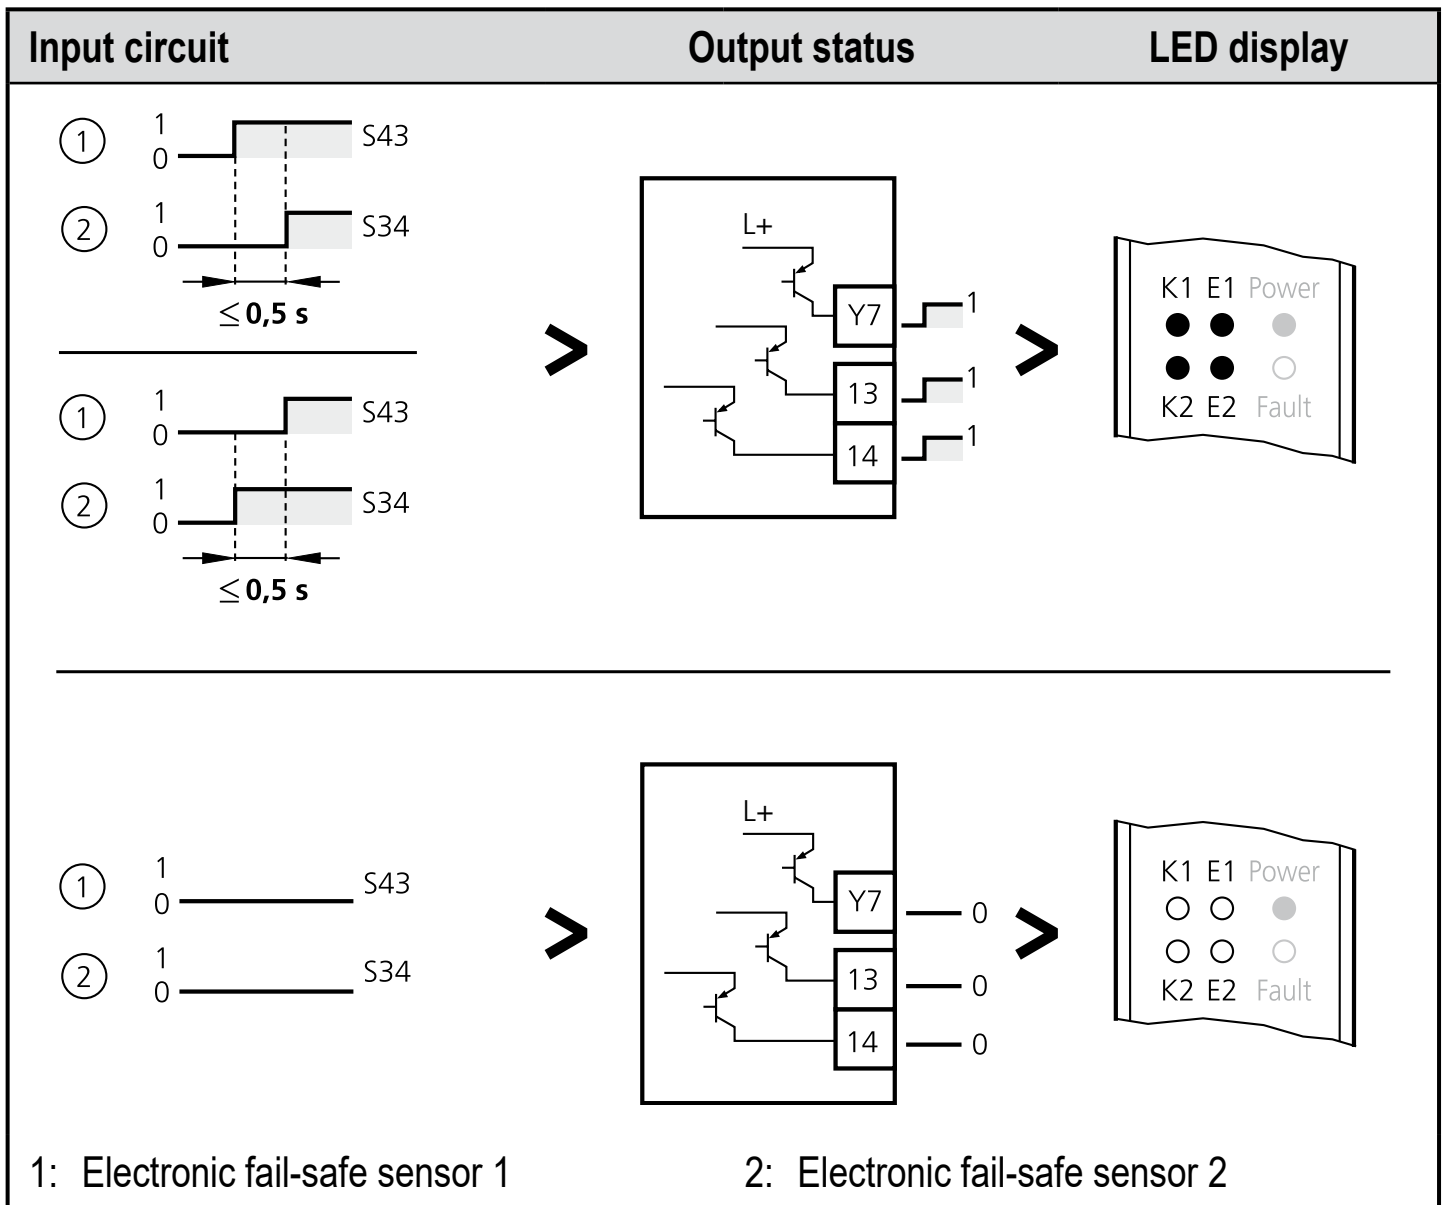 Input circuit Output status LED display
1 1 0 S43
2 1 0 S34
≤ 0,5 s
1 1 0 S43
2 1 0 S34
≤ 0,5 s
>
L+
Y7 1
13 1
14 1
>
K1 E1 Power
K2 E2 Fault
1 1 0 S43
2 1 0 S34
>
L+
Y7 0
13 0
14 0
>
K1 E1 Power
K2 E2 Fault
1: Electronic fail-safe sensor 1 2: Electronic fail-safe sensor 2